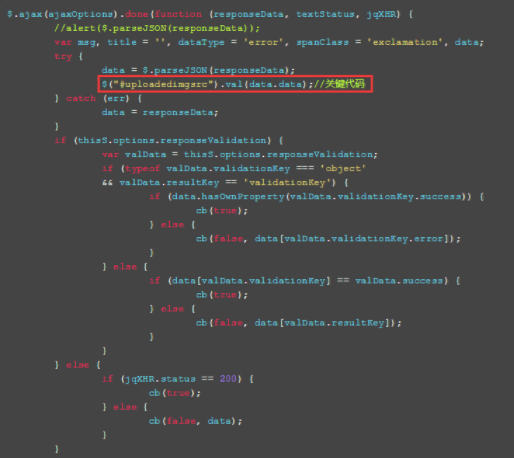 $.ajax(ajaxOptions).done(function (responseData, textStatus, jqXHR) {
//alert($.parseJSON(responseData));
var msg, title = '', dataType = 'error', spanClass = 'exclamation', data;
try {
data = $.parseJSON(responseData);
$("#uploadedimgsrc").val(data.data);//关键代码
} catch (err) {
data = responseData;
}
if (thisS.options.responseValidation) {
var valData = thisS.options.responseValidation;
if (typeof valData.validationKey === 'object'
&& valData.resultKey == 'validationKey') {
if (data.hasOwnProperty(valData.validationKey.success)) {
cb(true);
} else {
cb(false, data[valData.validationKey.error]);
}
} else {
if (data[valData.validationKey] == valData.success) {
cb(true);
} else {
cb(false, data[valData.resultKey]);
}
}
} else {
if (jqXHR.status == 200) {
cb(true);
} else {
cb(false, data);
}
}